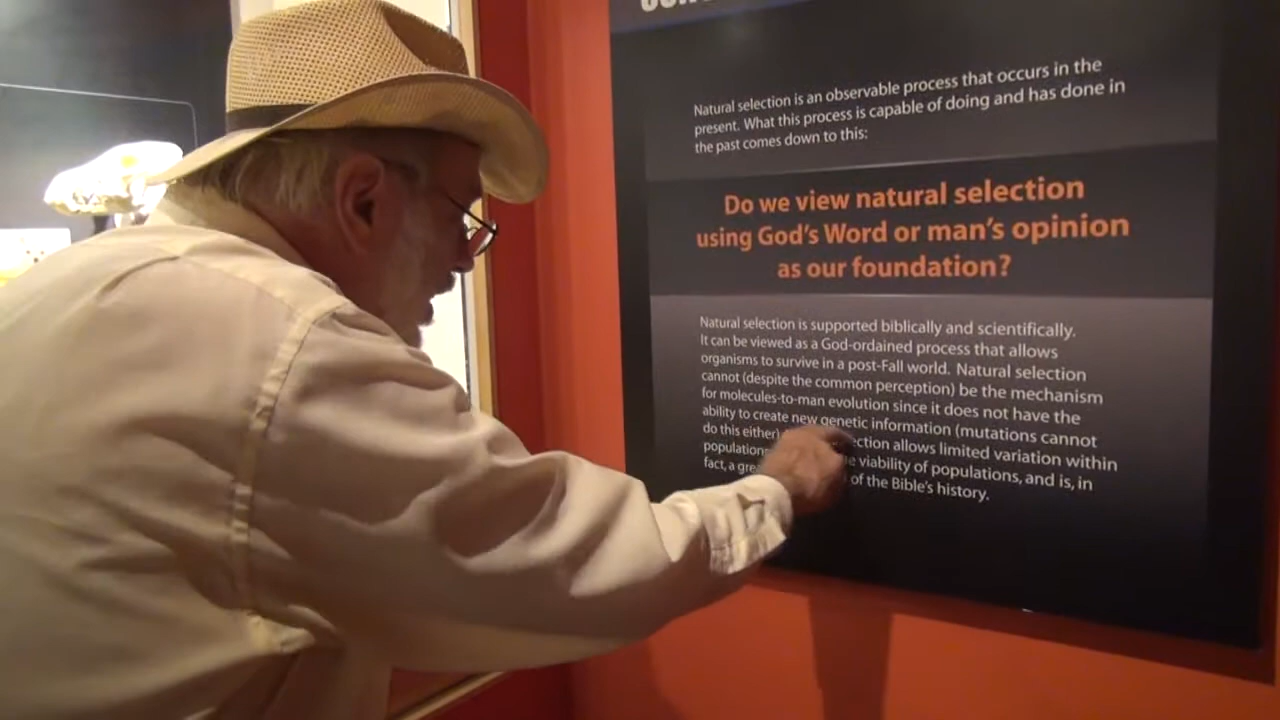 Natural selection is an observable process that occurs in the
present. What this process is capable of doing and has done in
the past comes down to this:
Do we view natural selection
using God's Word or man's opinion
as our foundation?
Natural selection is supported biblically and scientifically.
It can be viewed as a God-ordained process that allows
organisms to survive in a post-Fall world. Natural selection
cannot (despite the common perception) be the mechanism
for molecules-to-man evolution since it does not have the
ability to create new genetic information (mutations cannot
do this either) allows limited variation within
viability of populations, and is, in
fact, a of the Bible's history.